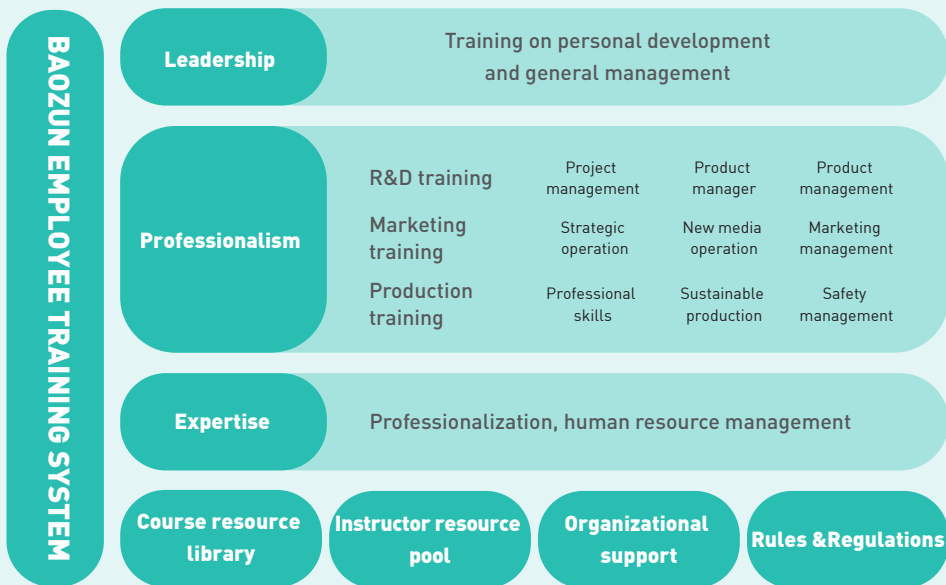 BAOZUN EMPLOYEE TRAINING SYSTEM
Leadership
Training on personal development
and general management
Professionalism
R&D training
Project
management
Product
manager
Product
management
Marketing
training
Strategic
operation
New media
operation
Marketing
management
Production
training
Professional
skills
Sustainable
production
Safety
management
Expertise
Professionalization, human resource management
Course resource
library
Instructor resource
pool
Organizational
support
Rules &Regulations